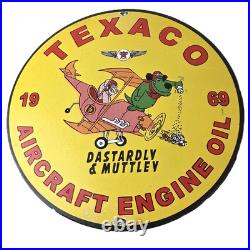 TEXACO
19
69
DASTARDLY
& MUTTLEY
AIRCRAFT ENGINE OIL